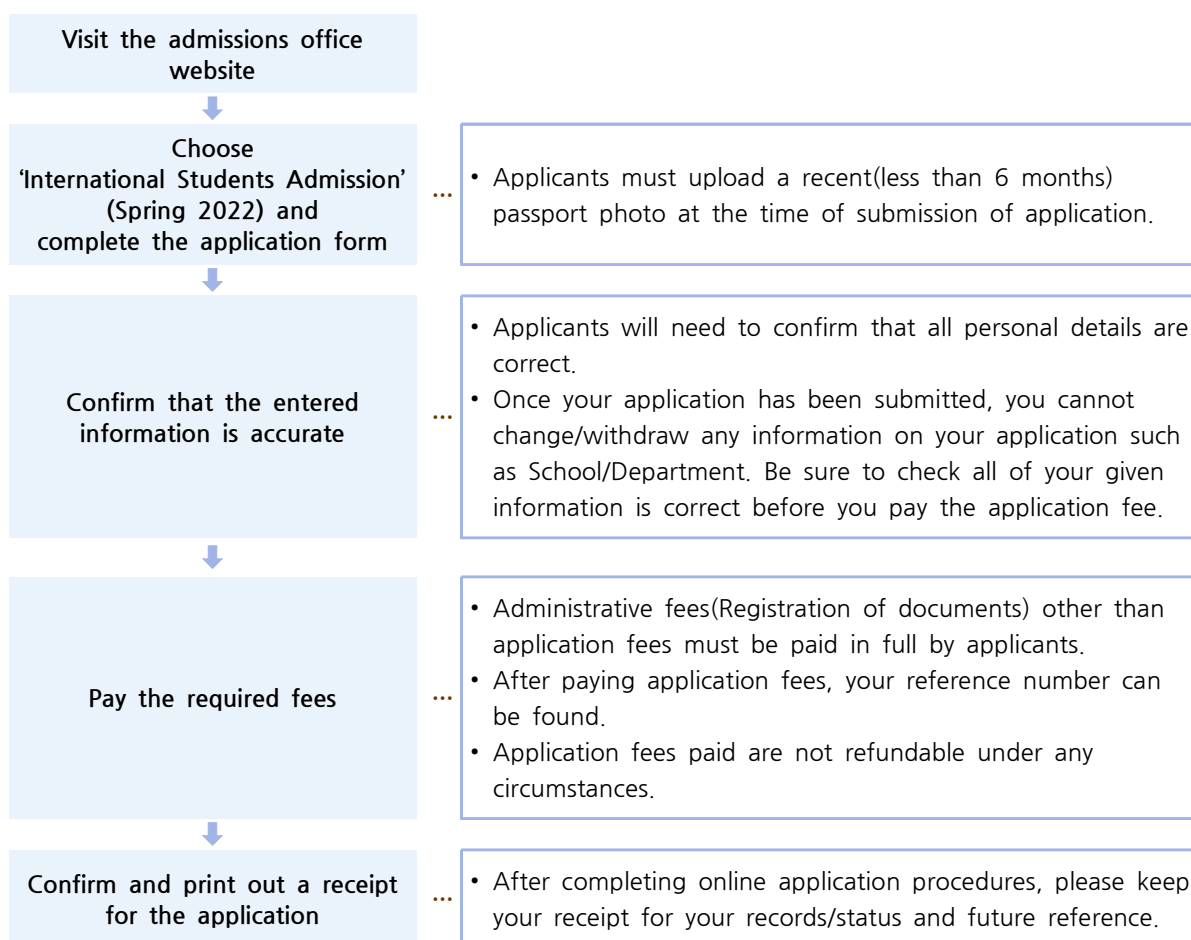 Visit the admissions office
website
Choose
‘International Students Admission’
(Spring 2022) and
complete the application form
...
• Applicants must upload a recent(less than 6 months)
passport photo at the time of submission of application.
Confirm that the entered
information is accurate
...
• Applicants will need to confirm that all personal details are
correct.
• Once your application has been submitted, you cannot
change/withdraw any information on your application such
as School/Department. Be sure to check all of your given
information is correct before you pay the application fee.
Pay the required fees
...
• Administrative fees(Registration of documents) other than
application fees must be paid in full by applicants.
• After paying application fees, your reference number can
be found.
• Application fees paid are not refundable under any
circumstances.
Confirm and print out a receipt
for the application
...
• After completing online application procedures, please keep
your receipt for your records/status and future reference.